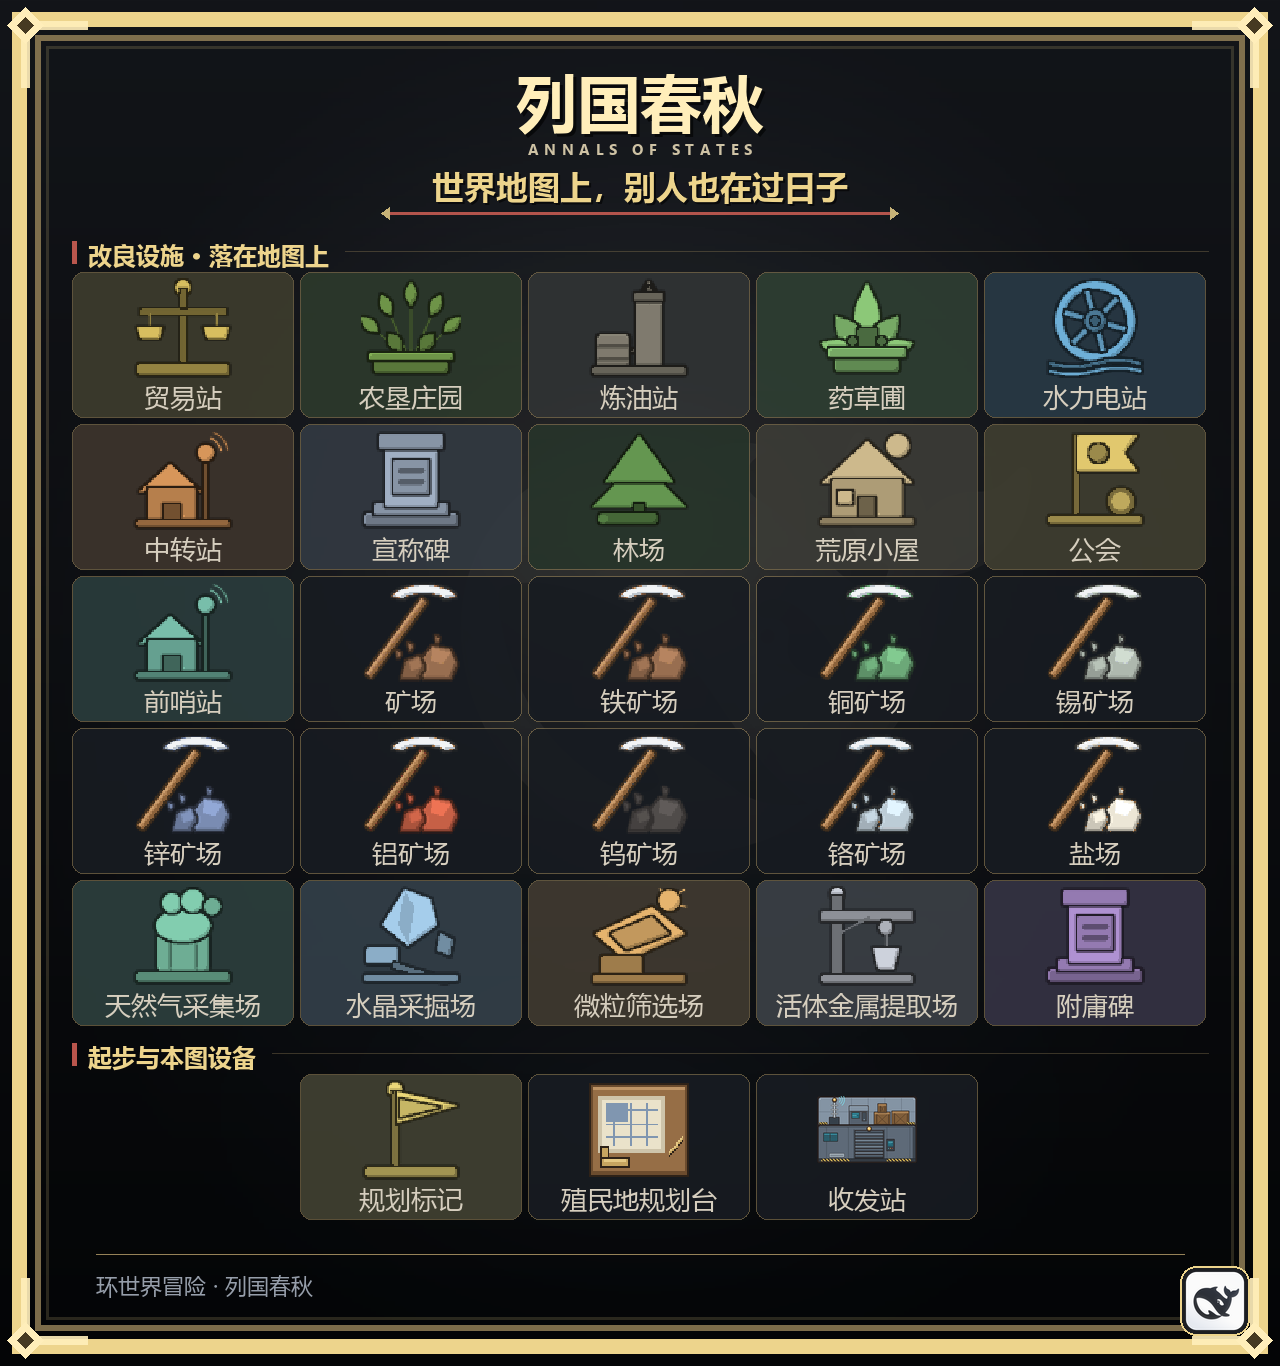 列国春秋
ANNALS OF STATES
世界地图上，别人也在过日子
改良设施·落在地图上
贸易站
农垦庄园
炼油站
药草圃
水力电站
中转站
宣称碑
林场
荒原小屋
公会
前哨站
矿场
铁矿场
铜矿场
锡矿场
锌矿场
铝矿场
钨矿场
铬矿场
盐场
天然气采集场
水晶采掘场
微粒筛选场
活体金属提取场
附庸碑
起步与本图设备
规划标记
殖民地规划台
收发站
环世界冒险·列国春秋